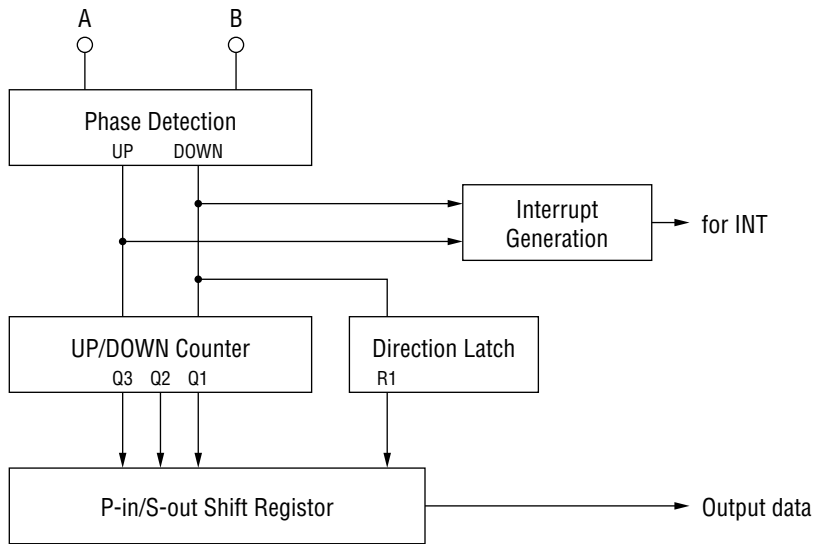 A B
Phase Detection
UP DOWN
Interrupt
Generation
for INT
UP/DOWN Counter
Q3 Q2 Q1
Direction Latch
R1
P-in/S-out Shift Registor
Output data